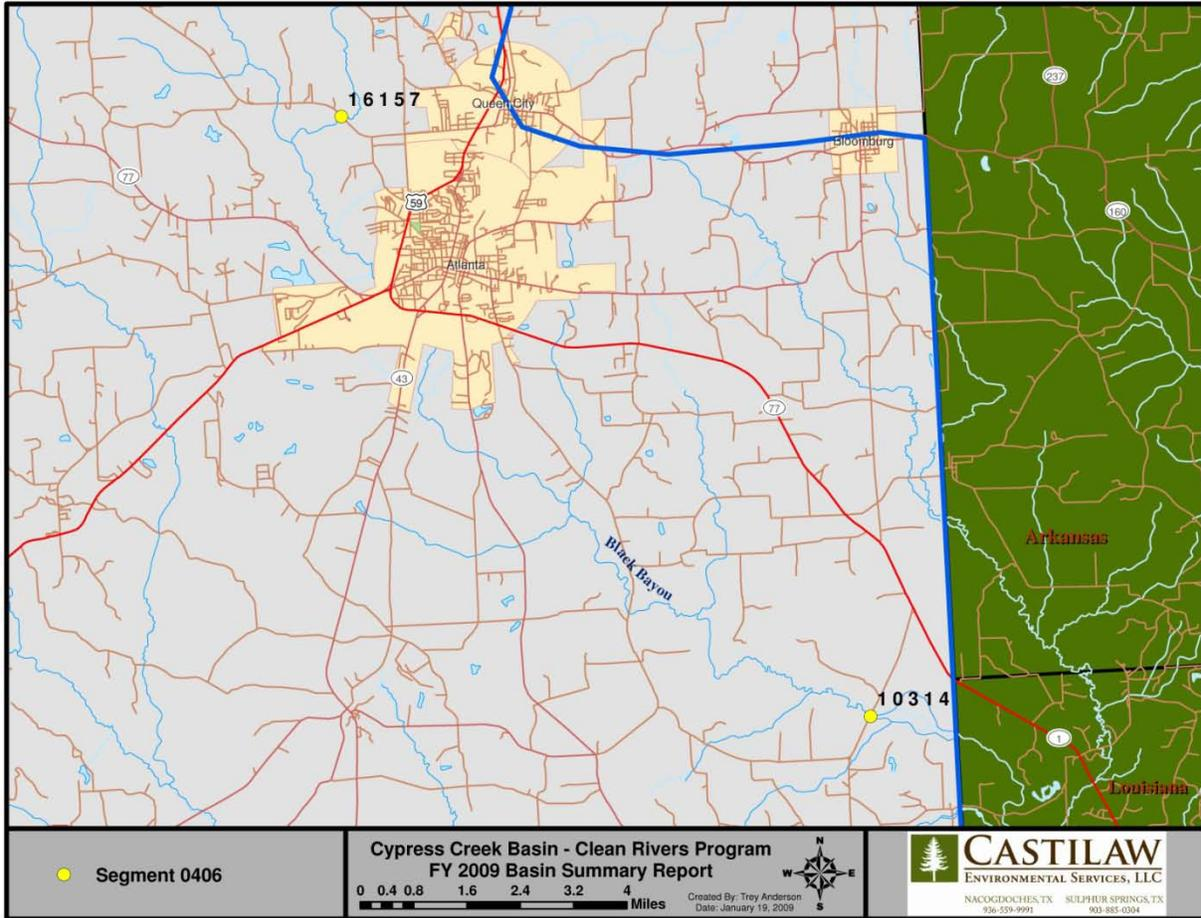 237
16157
Queen City
Bloomburg
77
59
160
Atlanta
43
77
Arkansas
Black Bayou
10314
1
Louisiana
Segment 0406
Cypress Creek Basin - Clean Rivers Program
FY 2009 Basin Summary Report
0 0.4 0.8 1.6 2.4 3.2 4
Miles
Created By: Trey Anderson
Date: January 19, 2009
N
W E
S
CASTILAW
ENVIRONMENTAL SERVICES, LLC
NACOGDOCHES, TX SULPHUR SPRINGS, TX
936-559-9991 903-885-0304